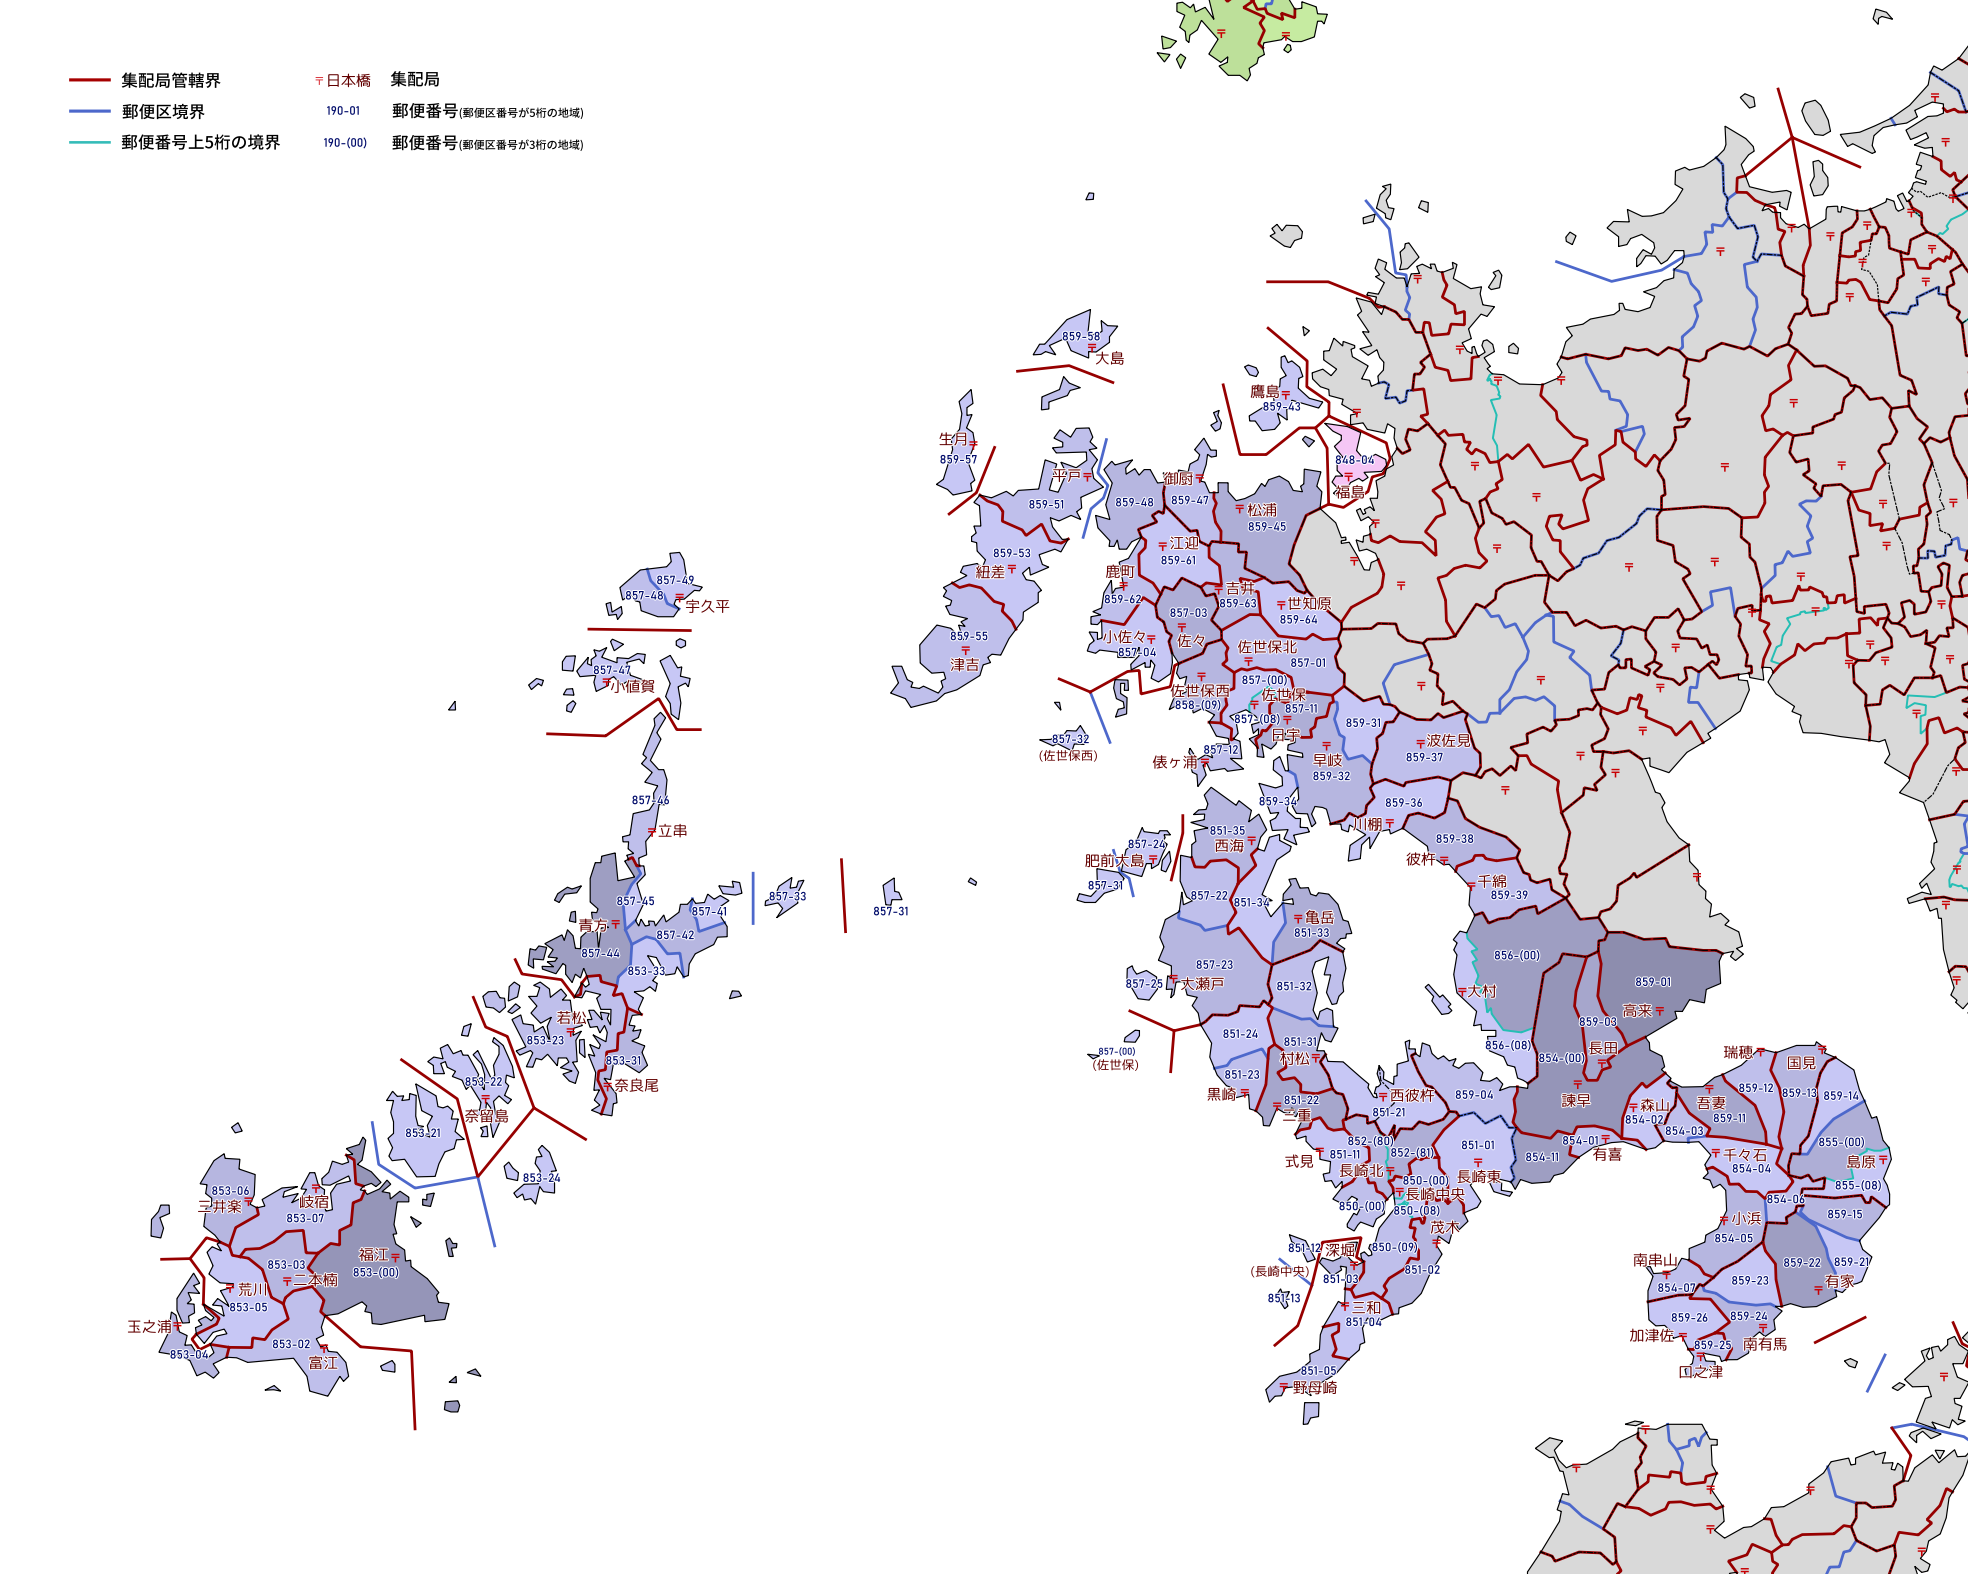 集配局管轄界
〒日本橋 集配局
郵便区境界
190-01 郵便番号(郵便区番号が5桁の地域)
郵便番号上5桁の境界
190-(00) 郵便番号(郵便区番号が3桁の地域)
859-58
大島
鷹島
859-43
生月
859-57
848-04
福島
平戸
859-51
859-48
御厨
859-47
松浦
859-45
859-53
紐差
江迎
859-61
鹿町
859-62
吉井
859-63
世知原
859-64
857-03
佐々
小佐々
857-04
859-55
津吉
857-49
857-48
宇久平
857-47
小値賀
佐世保北
857-01
佐世保西
858-(09)
857-(00)
佐世保
857-11
857-(08)
日宇
857-32
(佐世保西)
857-12
俵ヶ浦
859-31
早岐
859-32
波佐見
859-37
859-34
859-36
川棚
859-38
彼杵
千綿
859-39
857-46
立串
851-35
西海
857-24
肥前大島
857-31
857-22
851-34
亀岳
851-33
857-33
857-31
857-45
857-41
青方
857-42
857-44
853-33
857-23
857-25
大瀬戸
851-32
856-(00)
大村
856-(08)
859-01
高来
859-03
長田
854-(00)
諫早
若松
853-23
853-31
奈良尾
853-22
奈留島
853-21
853-24
857-(00)
(佐世保)
851-24
851-31
村松
851-23
黒崎
851-22
三重
西彼杵
851-21
859-04
森山
854-02
854-01
有喜
854-11
854-03
瑞穂
国見
859-12
859-13
859-14
吾妻
859-11
千々石
854-04
855-(00)
島原
855-(08)
852-(80)
851-11
式見
852-(81)
851-01
長崎東
長崎北
850-(00)
長崎中央
850-(00)
850-(08)
茂木
851-12
(長崎中央)
深堀
850-(09)
851-02
851-03
851-13
三和
851-04
851-05
野母崎
854-06
小浜
854-05
859-15
859-22
859-21
有家
859-23
南串山
854-07
859-26
859-24
加津佐
859-25
南有馬
口之津
853-06
三井楽
岐宿
853-07
福江
853-(00)
853-03
二本楠
荒川
853-05
玉之浦
853-04
853-02
富江